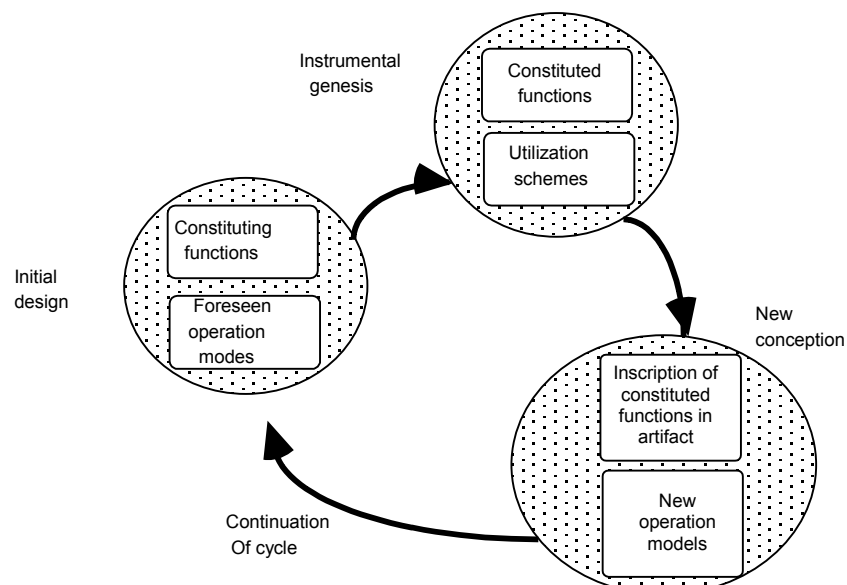 Instrumental
genesis
Constituted
functions
Utilization
schemes
Constituting
functions
Foreseen
operation
modes
Initial
design
New
conception
Inscription of
constituted
functions in
artifact
New
operation
models
Continuation
Of cycle